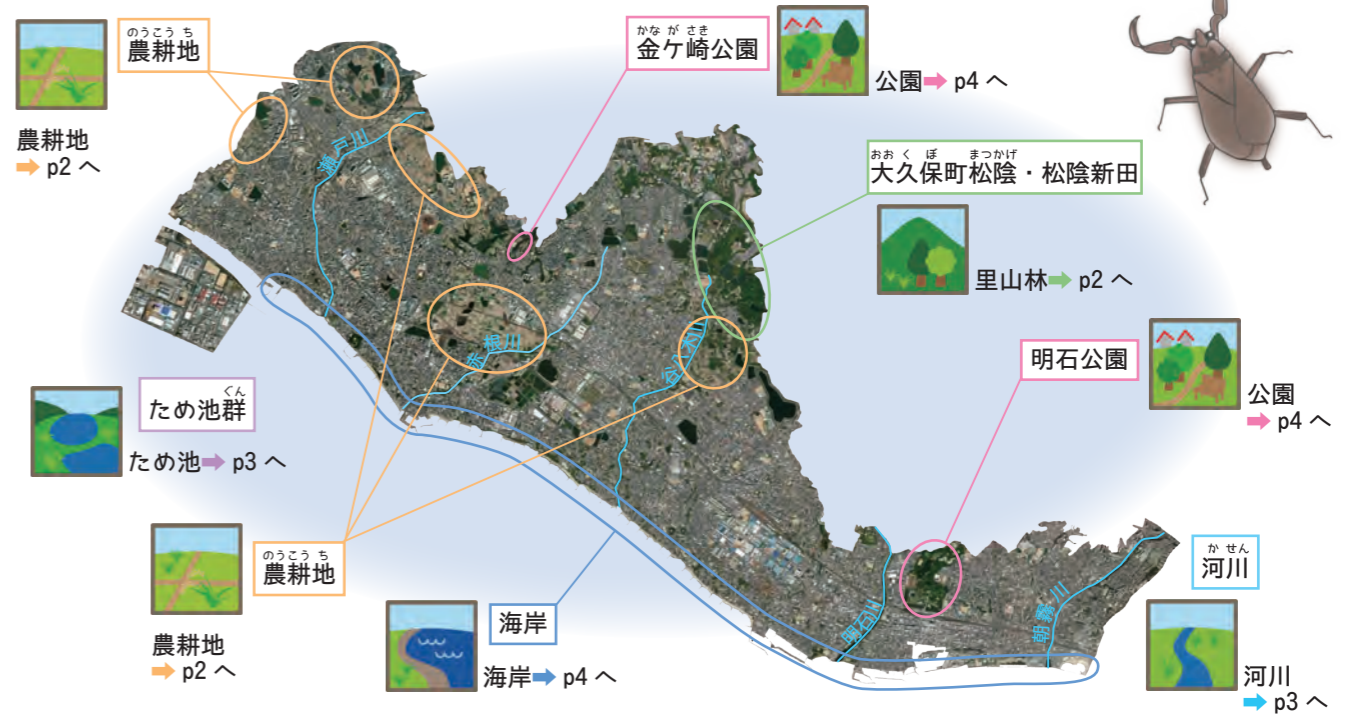 のうこうち
農耕地
農耕地
➡ p2 へ
かながさき
金ケ崎公園
公園➡ p4 へ
おおくぼ まつかげ
大久保町松陰・松陰新田
里山林➡ p2 へ
瀬戸川
赤根川
谷八木川
明石公園
公園
➡ p4 へ
ぐん
ため池群
ため池➡ p3 へ
のうこうち
農耕地
農耕地
➡ p2 へ
海岸
海岸➡ p4 へ
明石川
朝霧川
かせん
河川
河川
➡ p3 へ